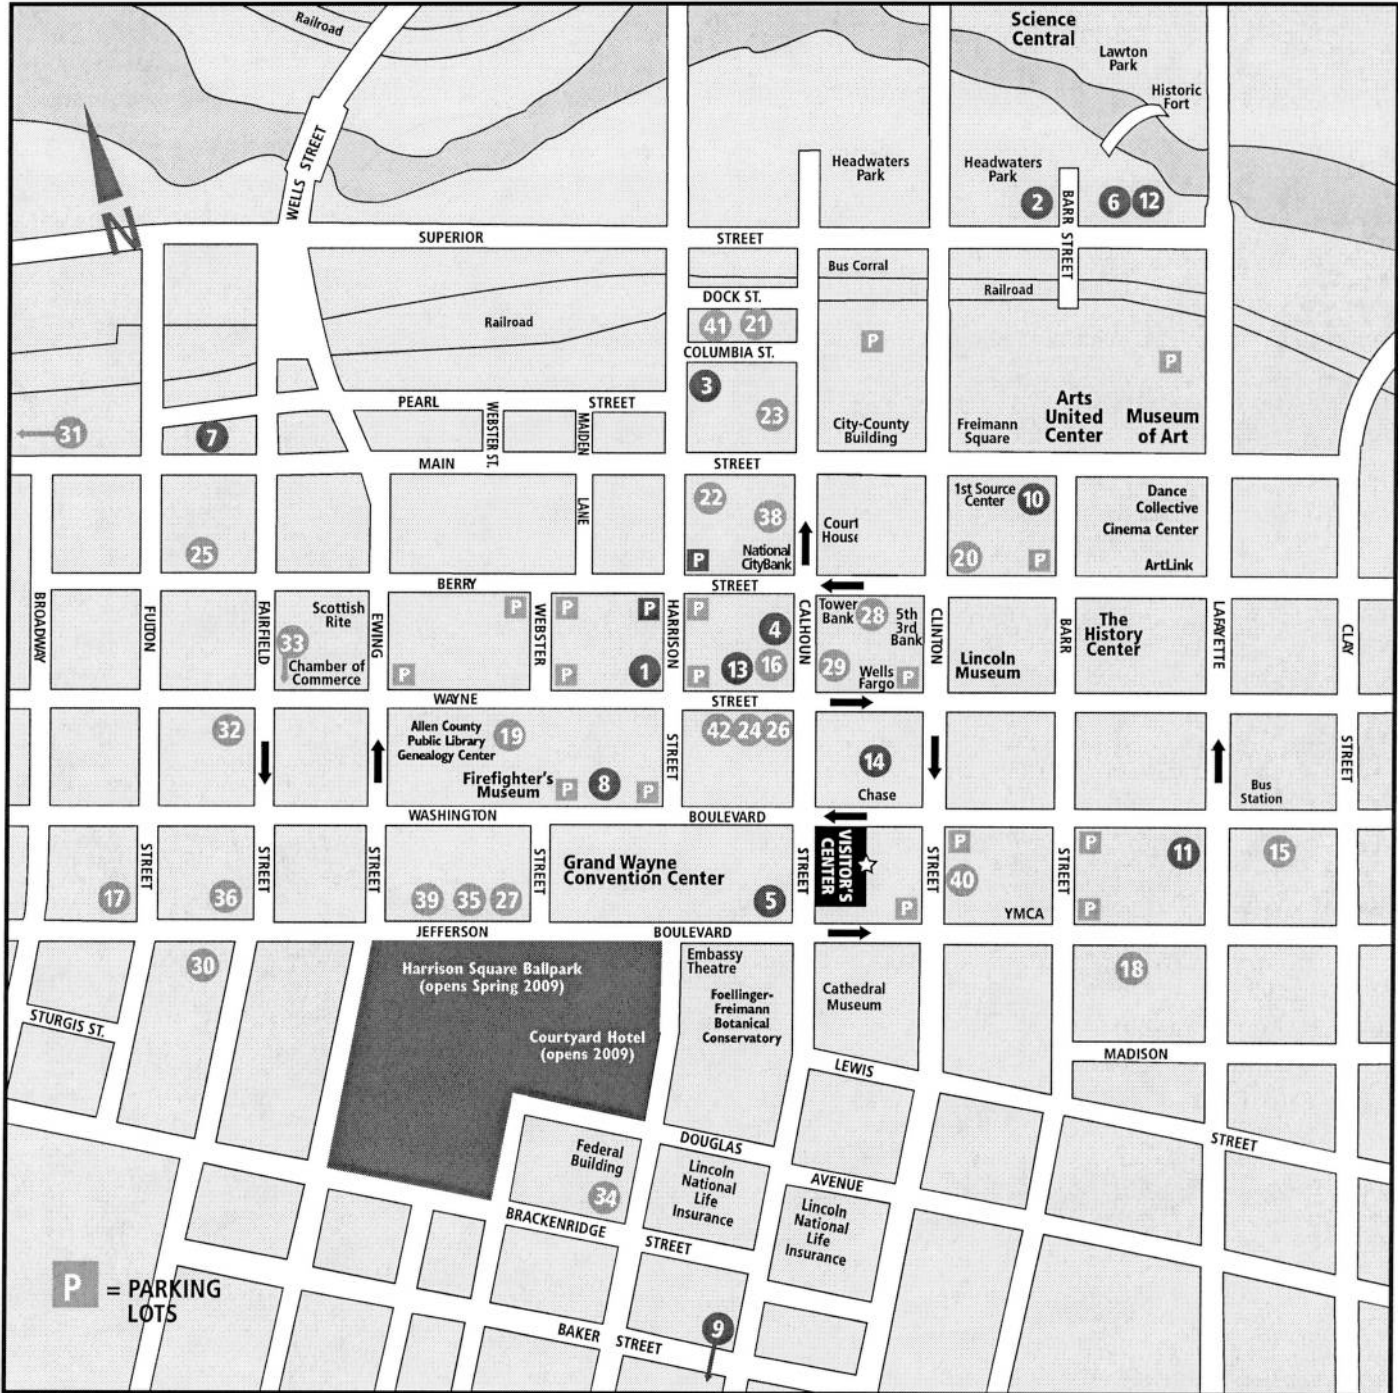 Railroad
Science
Central
Lawton
Park
Historic
Fort
WELLS STREET
Headwaters
Park
Headwaters
Park
2
6
12
BARR STREET
N
SUPERIOR
STREET
Bus Corral
Railroad
DOCK ST.
41
21
Railroad
P
COLUMBIA ST.
P
3
PEARL
STREET
23
WEBSTER ST.
MAIDEN
LANE
31
7
City-County
Building
Freimann
Square
Arts
United
Center
Museum
of Art
MAIN
STREET
22
38
P
National
CityBank
Court
House
1st Source
Center
10
20
P
Dance
Collective
Cinema Center
ArtLink
25
BERRY
STREET
BROADWAY
FULTON
FAIRFIELD
Scottish
Rite
33
Chamber of
Commerce
EWING
P
P
WEBSTER
P
P
P
1
HARRISON
P
P
4
13
16
CALHOUN
Tower
Bank
28
5th
3rd
Bank
29
Wells
Fargo
P
CLINTON
Lincoln
Museum
BARR
The
History
Center
LAFAYETTE
CLAY
WAYNE
STREET
32
Allen County
Public Library
Genealogy Center
19
Firefighter's
Museum
P
8
P
STREET
42
24
26
14
Chase
Bus
Station
STREET
WASHINGTON
BOULEVARD
17
STREET
36
STREET
STREET
39
35
27
STREET
Grand Wayne
Convention Center
5
STREET
VISITOR'S
CENTER
P
STREET
P
40
YMCA
STREET
P
P
11
15
JEFFERSON
BOULEVARD
30
Harrison Square Ballpark
(opens Spring 2009)
Courtyard Hotel
(opens 2009)
Embassy
Theatre
Foellinger-
Freimann
Botanical
Conservatory
Cathedral
Museum
18
STURGIS ST.
MADISON
LEWIS
STREET
DOUGLAS
AVENUE
Federal
Building
34
Lincoln
National
Life
Insurance
Lincoln
National
Life
Insurance
BRACKENRIDGE
STREET
P = PARKING
LOTS
BAKER STREET
9